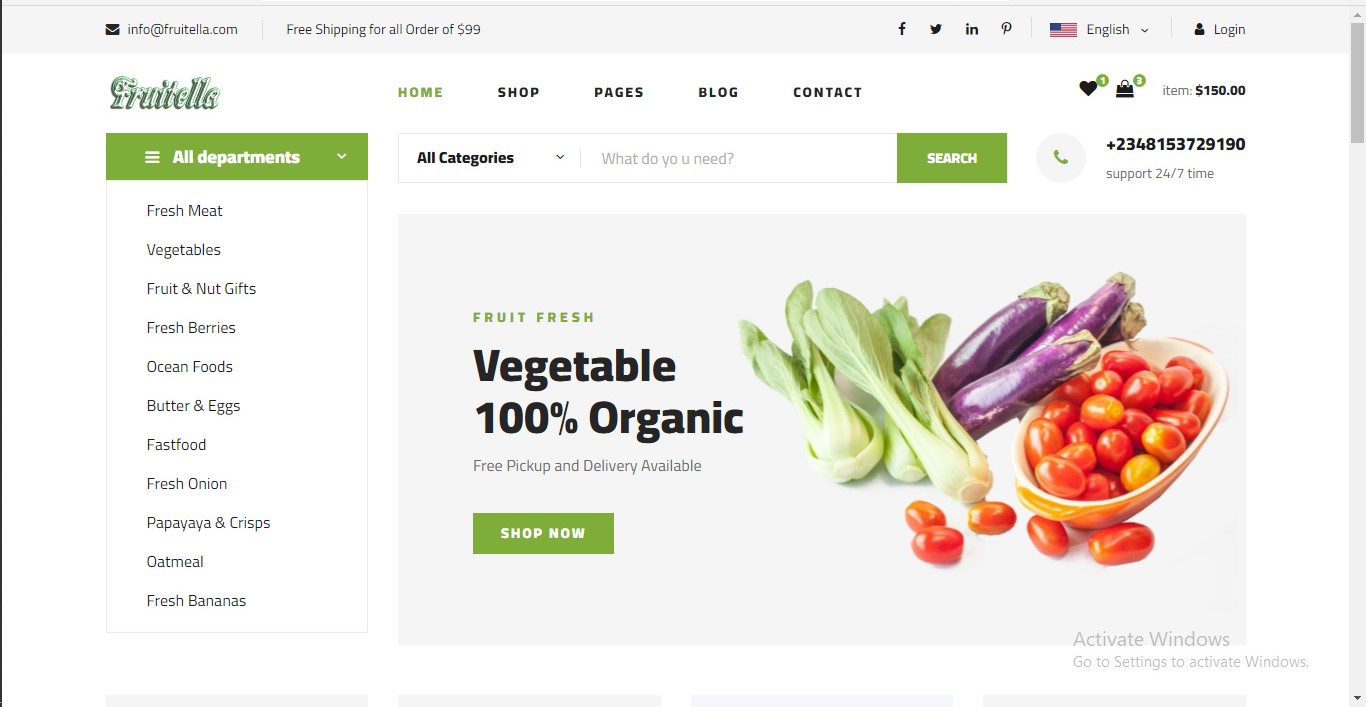 info@fruitella.com
Free Shipping for all Order of $99
English
Login
Fruitella
HOME SHOP PAGES BLOG CONTACT
1
3
item: $150.00
All departments
All Categories
What do yo u need?
SEARCH
+2348153729190
support 24/7 time
Fresh Meat
Vegetables
Fruit & Nut Gifts
Fresh Berries
Ocean Foods
Butter & Eggs
Fastfood
Fresh Onion
Papayaya & Crisps
Oatmeal
Fresh Bananas
FRUIT FRESH
Vegetable
100% Organic
Free Pickup and Delivery Available
SHOP NOW
Activate Windows
Go to Settings to activate Windows.